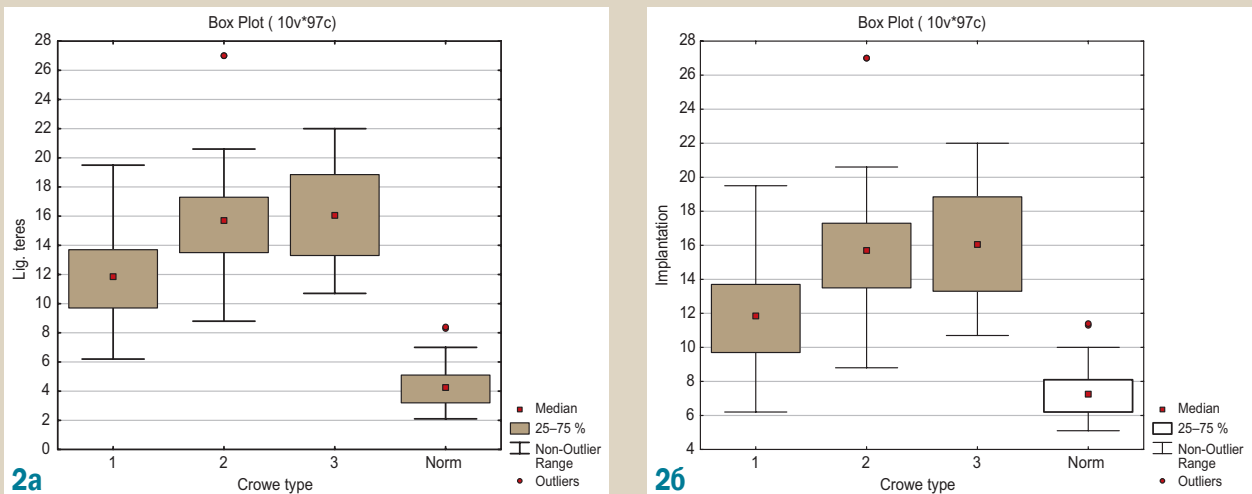 Box Plot ( 10v*97c)
28
26
24
22
20
18
16
14
12
10
8
6
4
2
0
Lig. teres
1 2 3 Norm
Crowe type
Median
25–75 %
Non-Outlier
Range
Outliers
2а
Box Plot ( 10v*97c)
28
26
24
22
20
18
16
14
12
10
8
6
4
Implantation
1 2 3 Norm
Crowe type
Median
25–75 %
Non-Outlier
Range
Outliers
2б